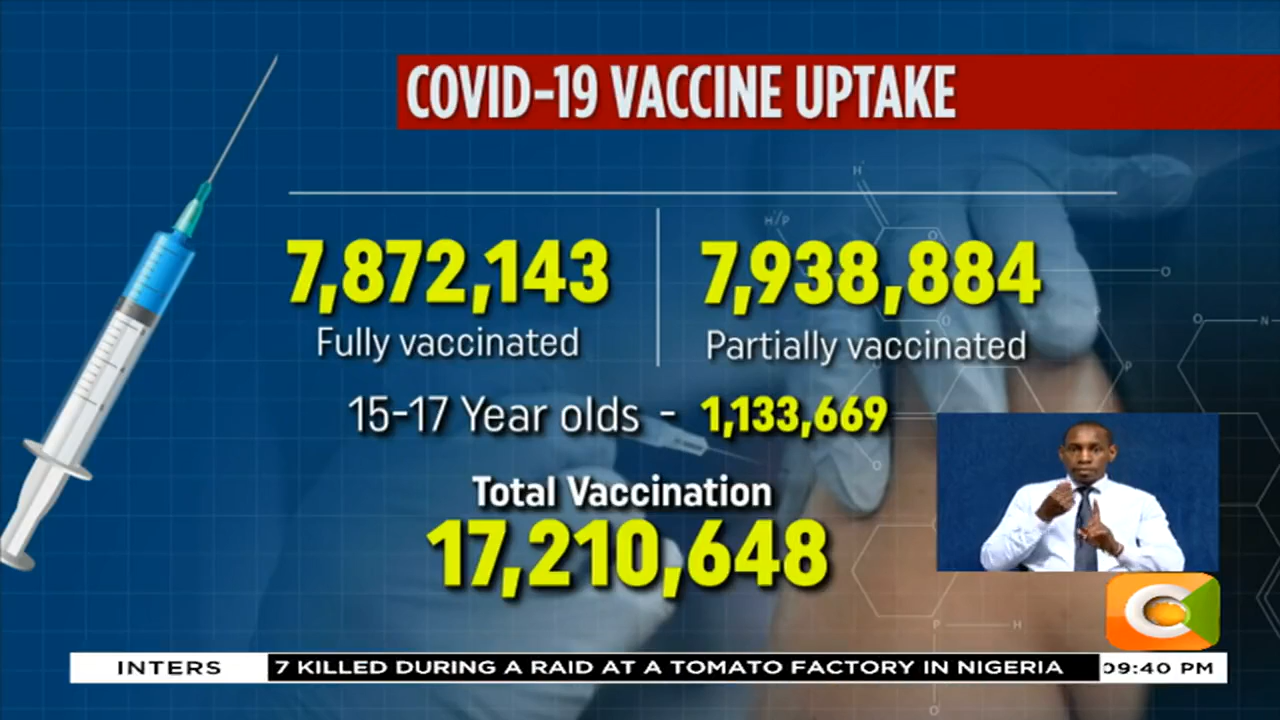 COVID-19 VACCINE UPTAKE
7,872,143
Fully vaccinated
7,938,884
Partially vaccinated
15-17 Year olds - 1,133,669
Total Vaccination
17,210,648
H
H/P
O
O
O
O
N
P
O
P
H
O
INTERS
7 KILLED DURING A RAID AT A TOMATO FACTORY IN NIGERIA
09:40 PM